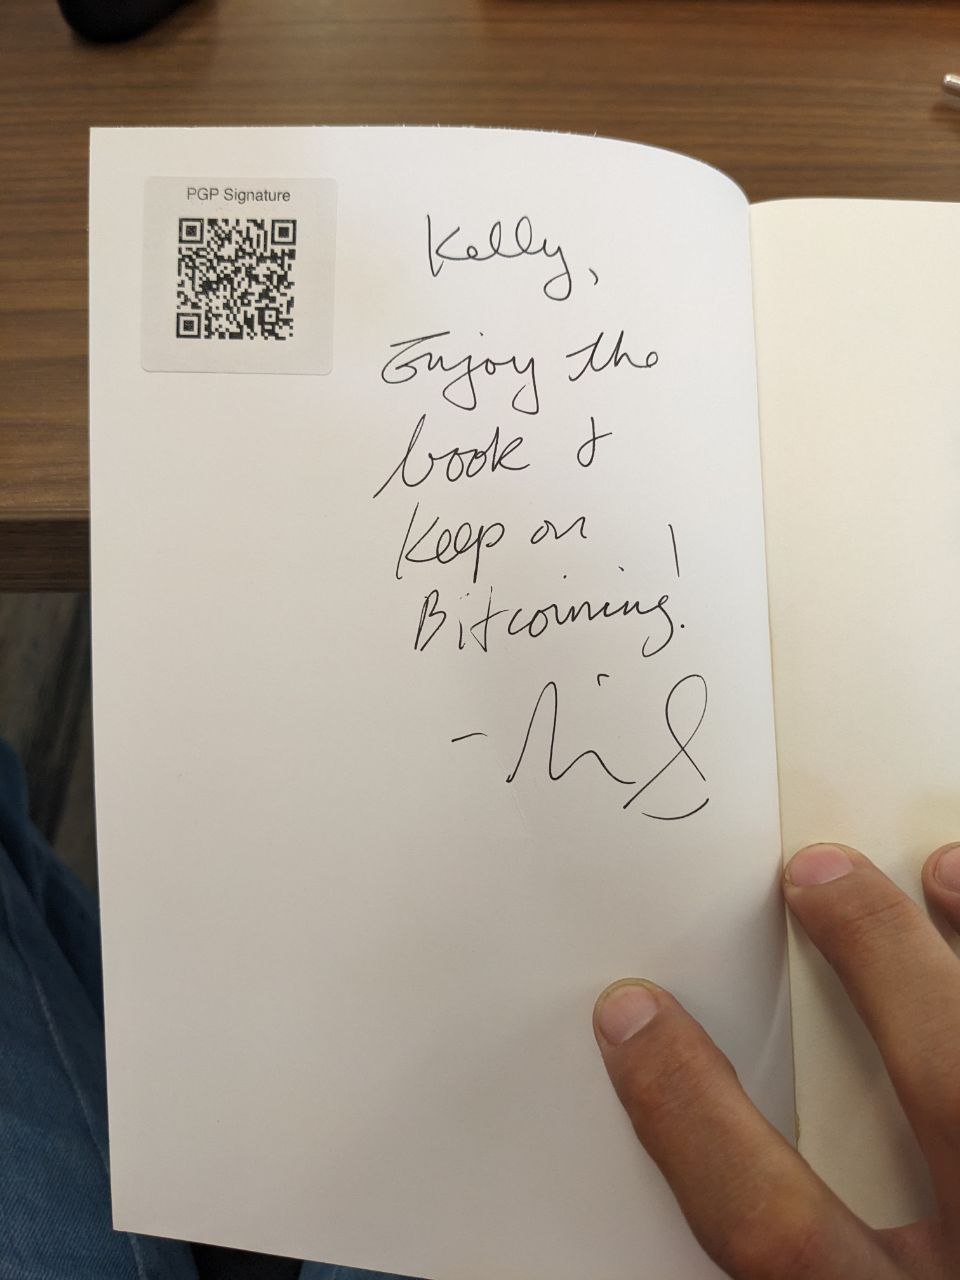 PGP Signature
Kelly,
Enjoy the
book &
Keep on
Bitcoining!